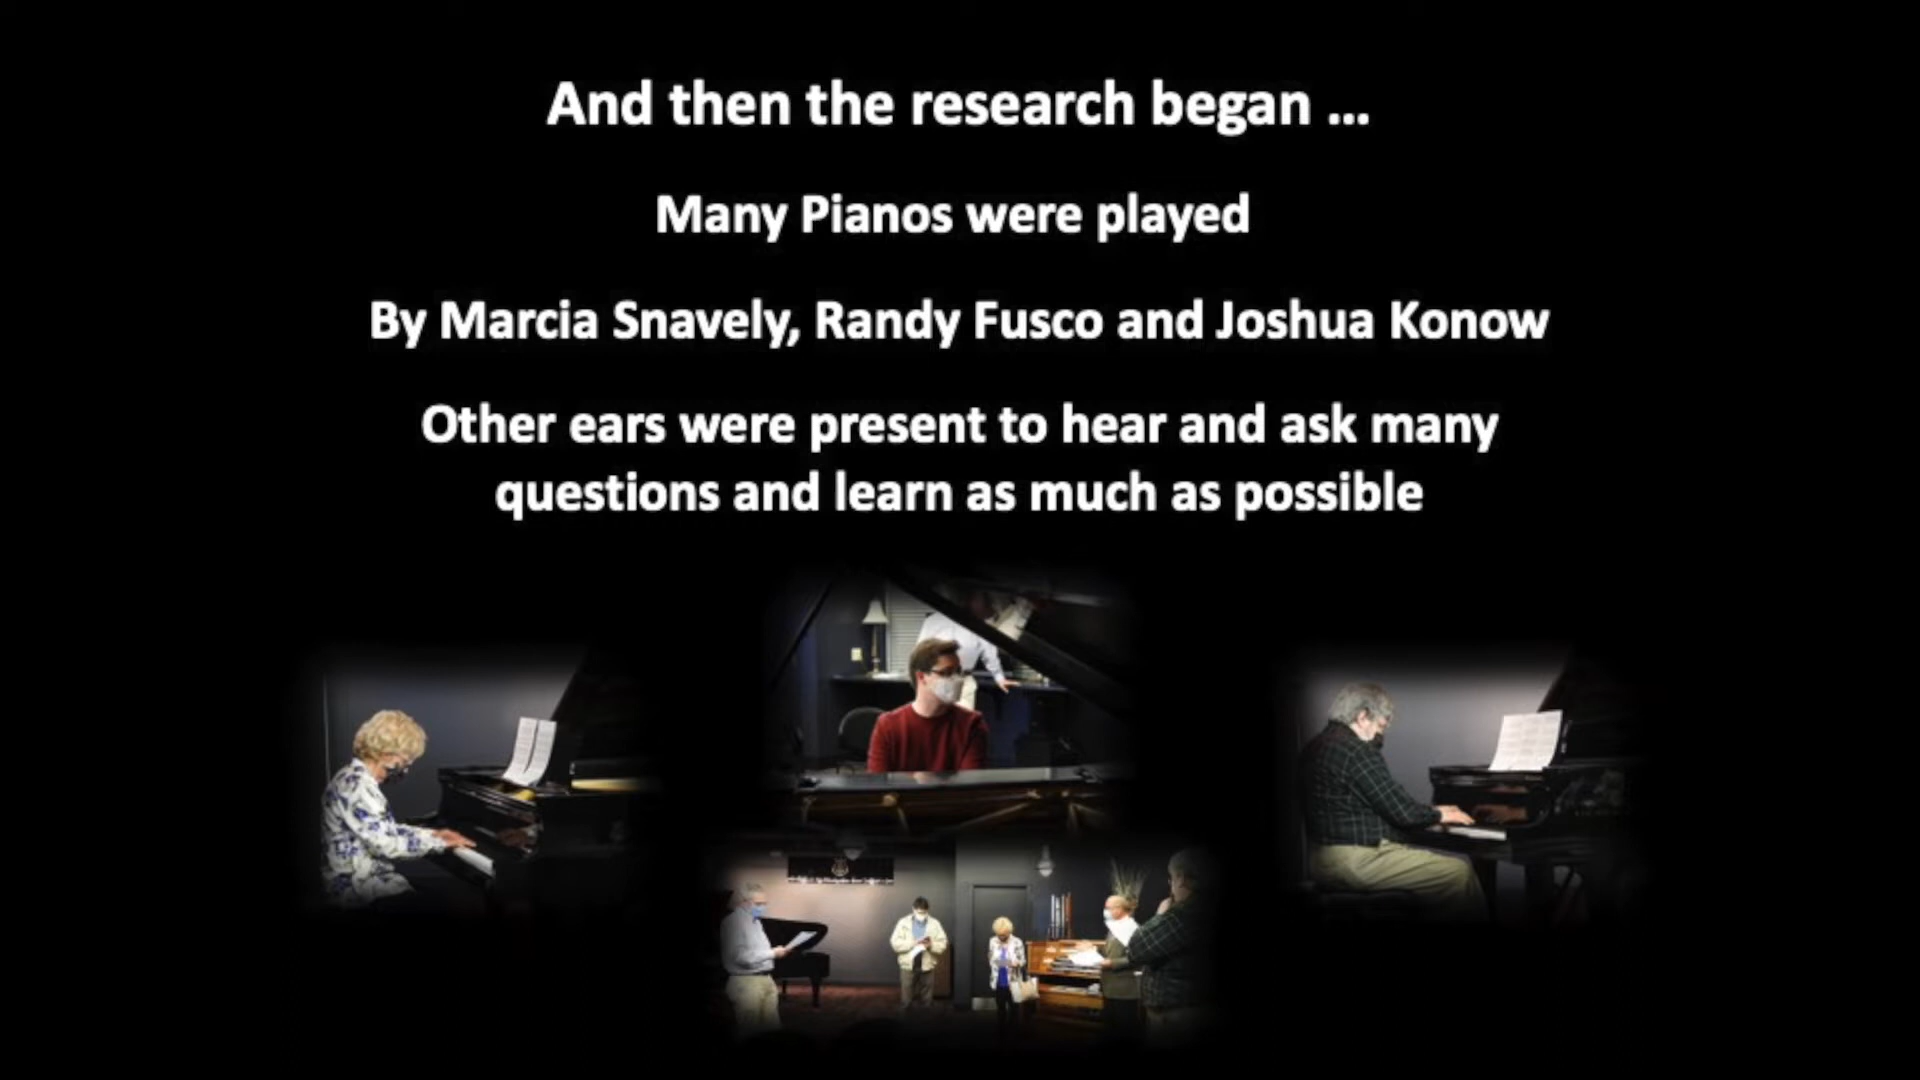 And then the research began ...
Many Pianos were played
By Marcia Snavely, Randy Fusco and Joshua Konow
Other ears were present to hear and ask many
questions and learn as much as possible